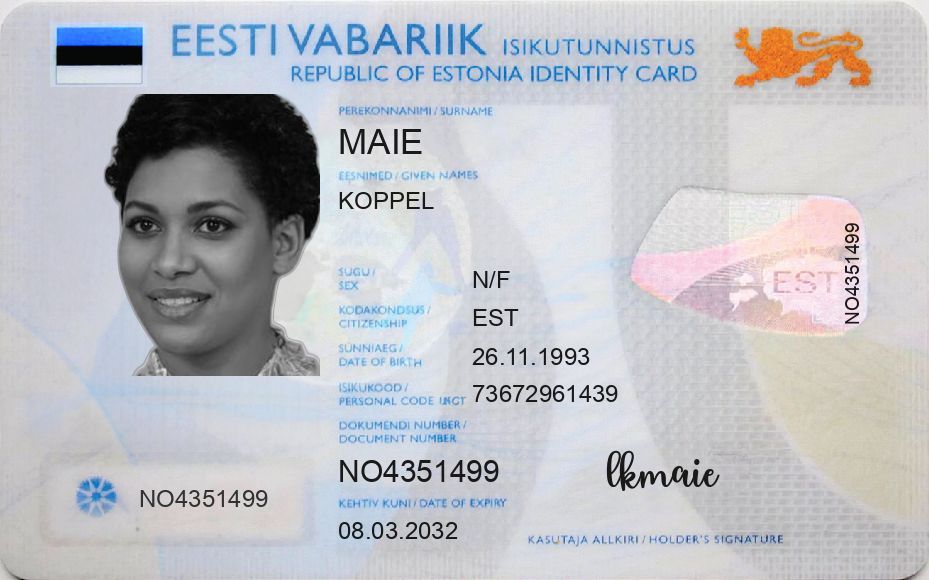 EESTI VABARIIK ISIKUTUNNISTUS
REPUBLIC OF ESTONIA IDENTITY CARD
PEREKONNANIMI / SURNAME
MAIE
EESNIMED / GIVEN NAMES
KOPPEL
SUGU /
SEX
N/F
KODAKONDSUS /
CITIZENSHIP
EST
SÜNNIAEG /
DATE OF BIRTH
26.11.1993
ISIKUKOOD /
PERSONAL CODE
73672961439
DOKUMENDI NUMBER /
DOCUMENT NUMBER
NO4351499
KEHTIV KUNI / DATE OF EXPIRY
08.03.2032
NO4351499
EST
NO4351499
lkmaie
KASUTAJA ALLKIRI / HOLDER'S SIGNATURE